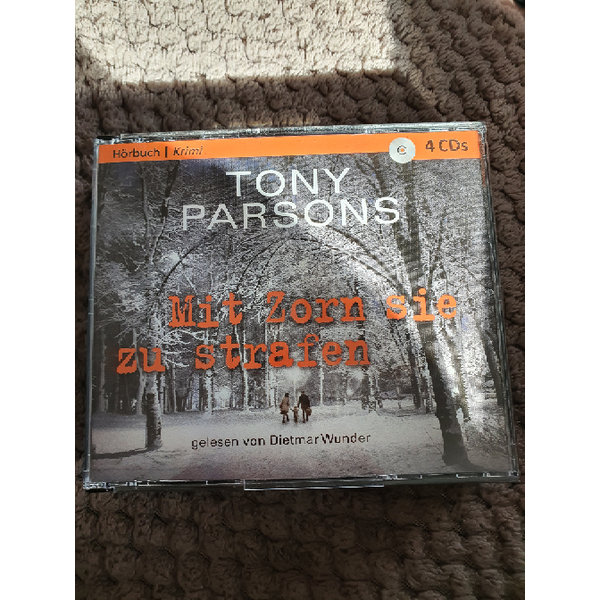 Hörbuch | Krimi
4 CDs
TONY
PARSONS
Mit Zorn sie
zu strafen
gelesen von Dietmar Wunder